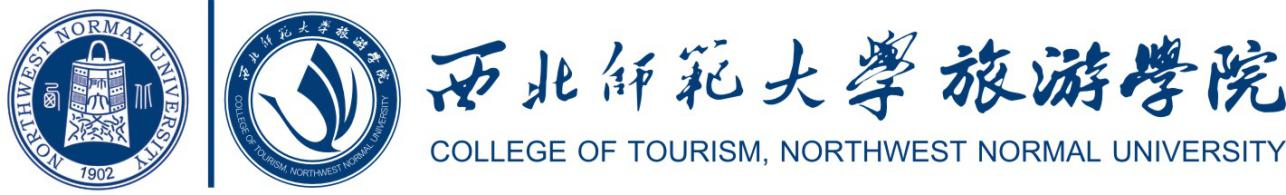 NORTHWEST NORMAL UNIVERSITY
1902
西北师范大学旅游学院
COLLEGE OF TOURISM, NORTHWEST NORMAL UNIVERSITY
西北師範大學旅游學院
COLLEGE OF TOURISM, NORTHWEST NORMAL UNIVERSITY